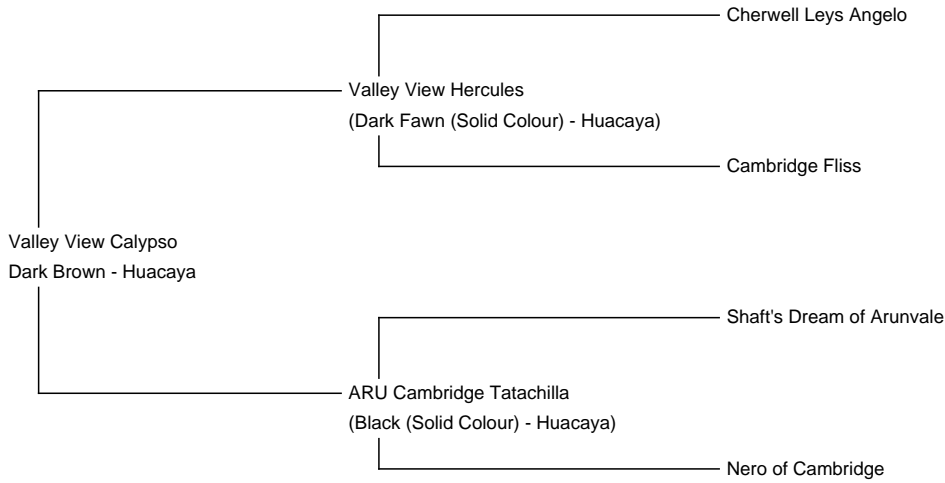 Cherwell Leys Angelo
Valley View Hercules
(Dark Fawn (Solid Colour) - Huacaya)
Cambridge Fliss
Valley View Calypso
Dark Brown - Huacaya
Shaft's Dream of Arunvale
ARU Cambridge Tatachilla
(Black (Solid Colour) - Huacaya)
Nero of Cambridge